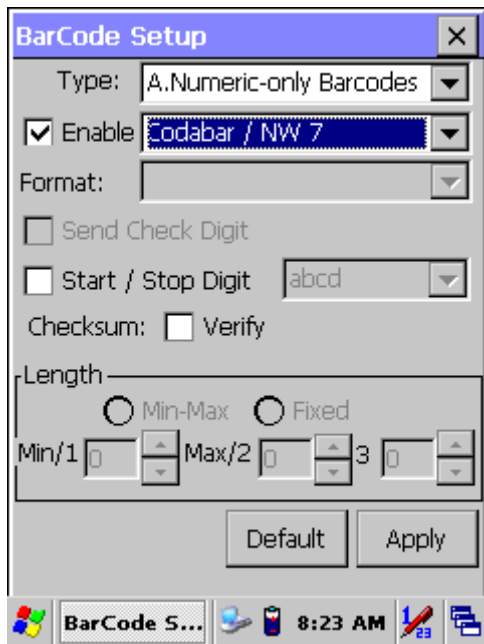 BarCode Setup
Type: A.Numeric-only Barcodes
Enable Codabar / NW 7
Format:
Send Check Digit
Start / Stop Digit abcd
Checksum: Verify
Length
Min-Max Fixed
Min/1 0 Max/2 0 3 0
Default Apply
BarCode S... 8:23 AM 1 23